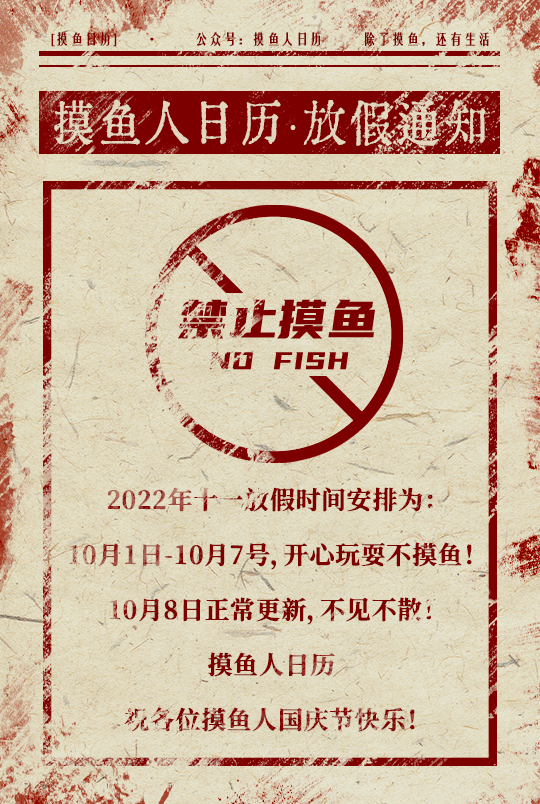 [摸鱼日历] · 公众号：摸鱼人日历 除了摸鱼，还有生活
摸鱼人日历·放假通知
禁止摸鱼
NO FISH
2022年十一放假时间安排为：
10月1日-10月7号，开心玩耍不摸鱼！
10月8日正常更新，不见不散！
摸鱼人日历
祝各位摸鱼人国庆节快乐！